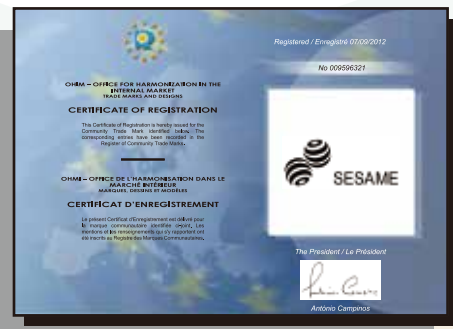 OHIM – OFFICE FOR HARMONIZATION IN THE
INTERNAL MARKET
TRADE MARKS AND DESIGNS
CERTIFICATE OF REGISTRATION
This Certificate of Registration is hereby issued for the
Community Trade Mark identified below. The
corresponding entries have been recorded in the
Register of Community Trade Marks.
OHMI – OFFICE DE L'HARMONISATION DANS LE
MARCHÉ INTÉRIEUR
MARQUES, DESSINS ET MODÈLES
CERTIFICAT D'ENREGISTREMENT
Le présent Certificat d'Enregistrement est délivré pour
la marque communautaire identifiée ci-joint, Les
mentions et les renseignements qui s'y rapportent ont
été inscrits au Registre des Marques Communautaires.
Registered / Enregistré 07/09/2012
No 009596321
SESAME
The President / Le Président
António Campinos